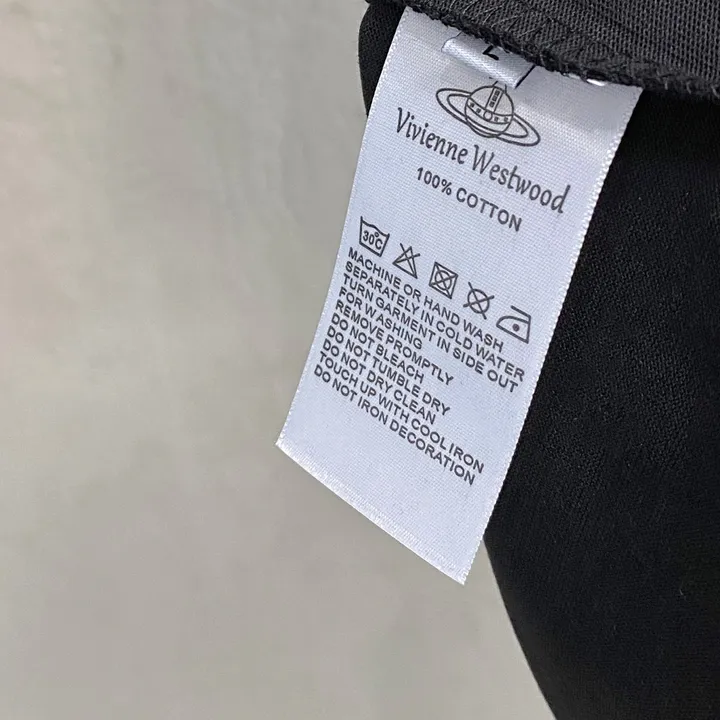 L
Vivienne Westwood
100% COTTON
30°C
MACHINE OR HAND WASH
SEPARATELY IN COLD WATER
TURN GARMENT IN SIDE OUT
FOR WASHING
REMOVE PROMPTLY
DO NOT BLEACH
DO NOT TUMBLE DRY
DO NOT DRY CLEAN
TOUCH UP WITH COOL IRON
DO NOT IRON DECORATION